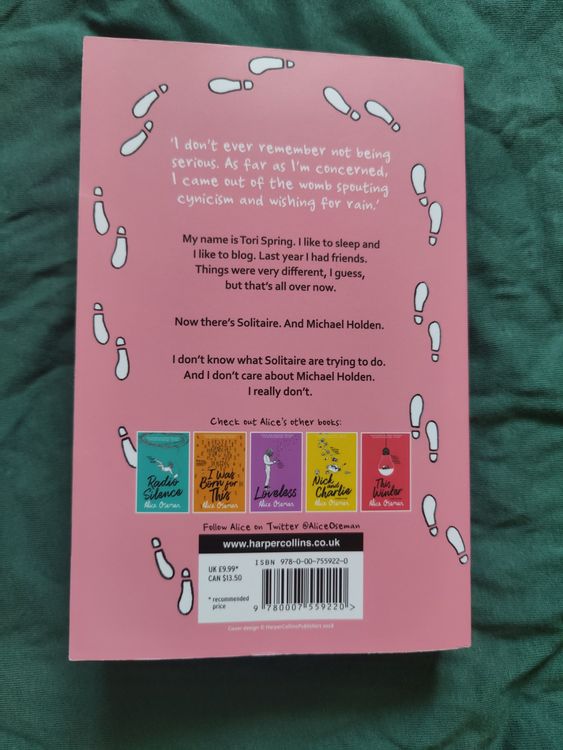 'I don't ever remember not being
serious. As far as I'm concerned,
I came out of the womb spouting
cynicism and wishing for rain.'
My name is Tori Spring. I like to sleep and
I like to blog. Last year I had friends.
Things were very different, I guess,
but that's all over now.
Now there's Solitaire. And Michael Holden.
I don't know what Solitaire are trying to do.
And I don't care about Michael Holden.
I really don't.
Check out Alice's other books:
Radio
Silence
Alice Oseman
I Was
Born for
This
Alice Oseman
Loveless
Alice Oseman
Nick
and
Charlie
Alice Oseman
This
Winter
Alice Oseman
Follow Alice on Twitter @AliceOseman
www.harpercollins.co.uk
UK £9.99*
CAN $13.50
* recommended
price
ISBN 978-0-00-755922-0
9 780007 559220 >
Cover design © HarperCollinsPublishers 2018